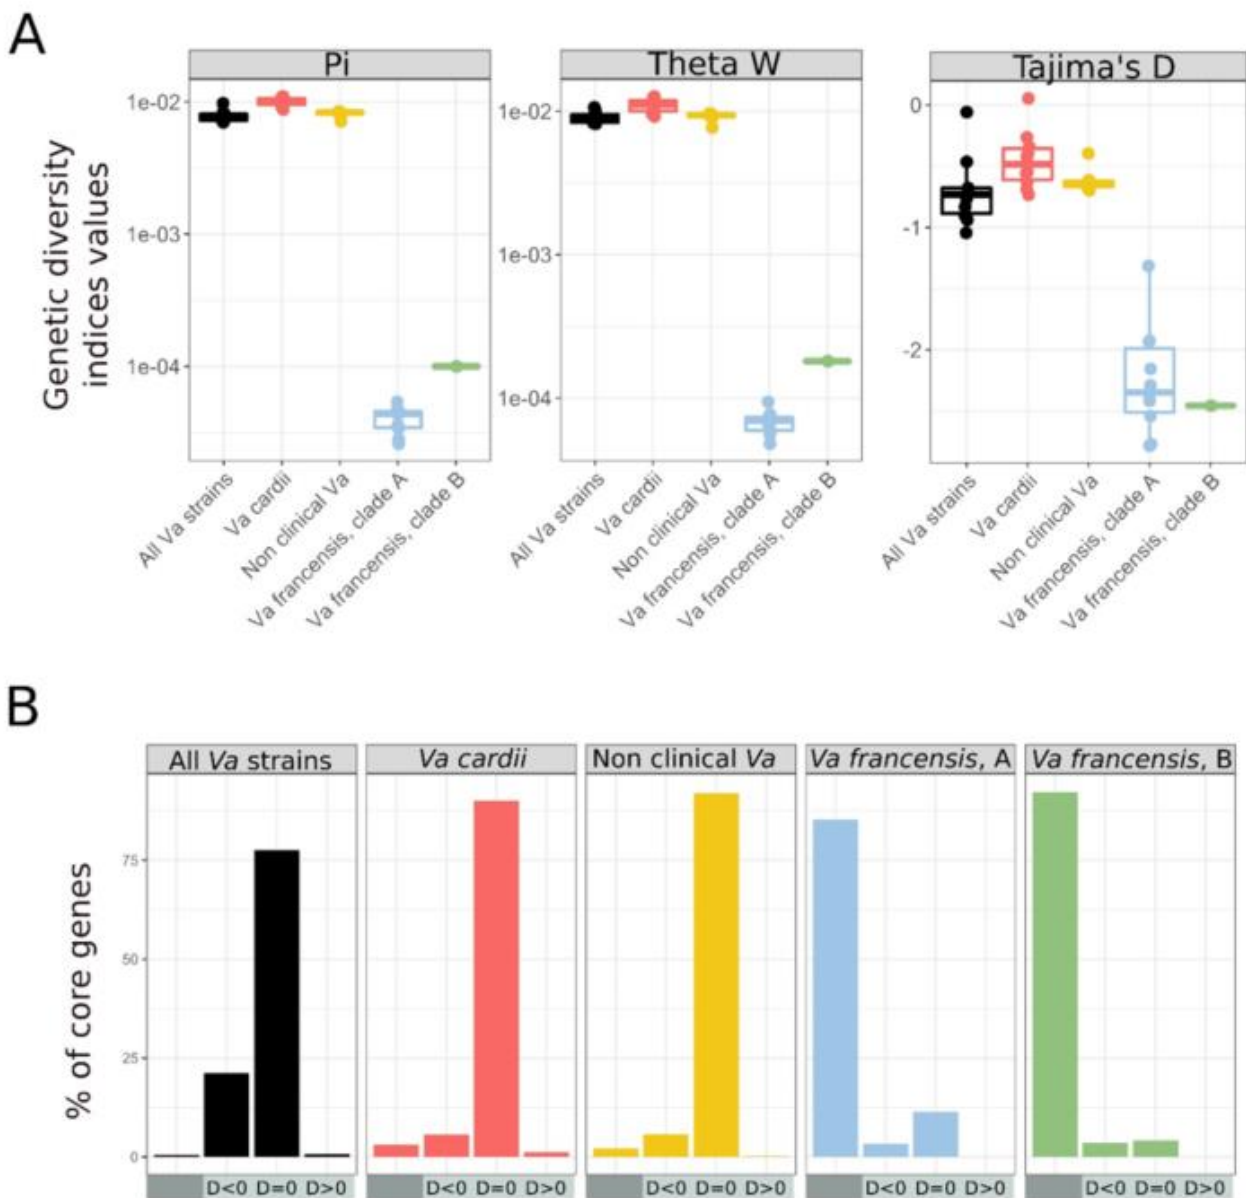 A
Pi
Theta W
Tajima's D
Genetic diversity
indices values
1e-02
1e-03
1e-04
1e-02
1e-03
1e-04
0
-1
-2
All Va strains
Va cardii
Non clinical Va
Va francensis, clade A
Va francensis, clade B
All Va strains
Va cardii
Non clinical Va
Va francensis, clade A
Va francensis, clade B
All Va strains
Va cardii
Non clinical Va
Va francensis, clade A
Va francensis, clade B
B
All Va strains
Va cardii
Non clinical Va
Va francensis, A
Va francensis, B
% of core genes
75
50
25
0
D<0 D=0 D>0
D<0 D=0 D>0
D<0 D=0 D>0
D<0 D=0 D>0
D<0 D=0 D>0